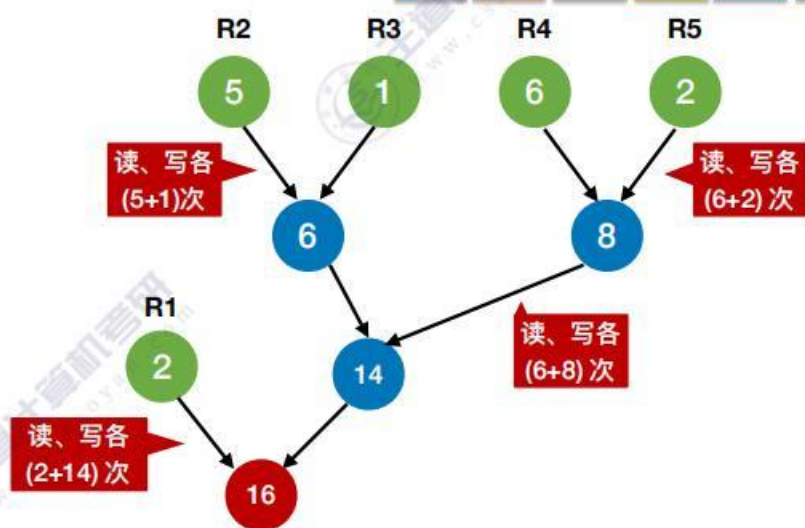 R2 R3 R4 R5
5 1 6 2
读、写各
(5+1)次
读、写各
(6+2) 次
6 8
R1
2
14
读、写各
(6+8) 次
读、写各
(2+14) 次
16
王道